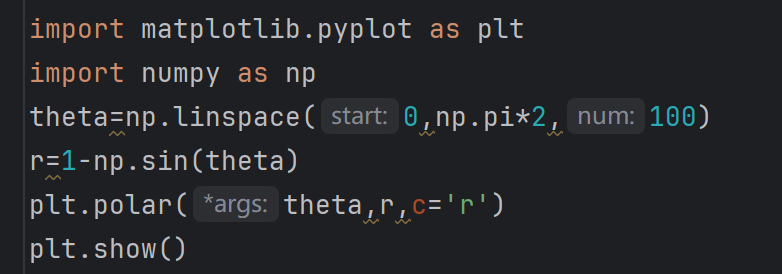 import matplotlib.pyplot as plt
import numpy as np
theta=np.linspace( start: 0,np.pi*2, num: 100)
r=1-np.sin(theta)
plt.polar( *args: theta,r,c='r')
plt.show()